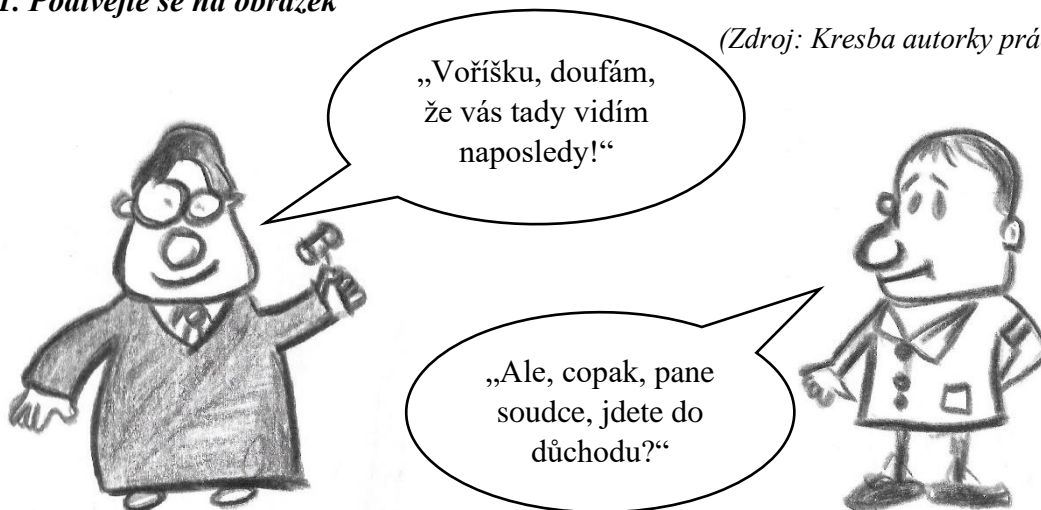 1. Podívejte se na obrázek
(Zdroj: Kresba autorky prá
„Voříšku, doufám,
že vás tady vidím
naposledy!“
„Ale, copak, pane
soudce, jdete do
důchodu?“